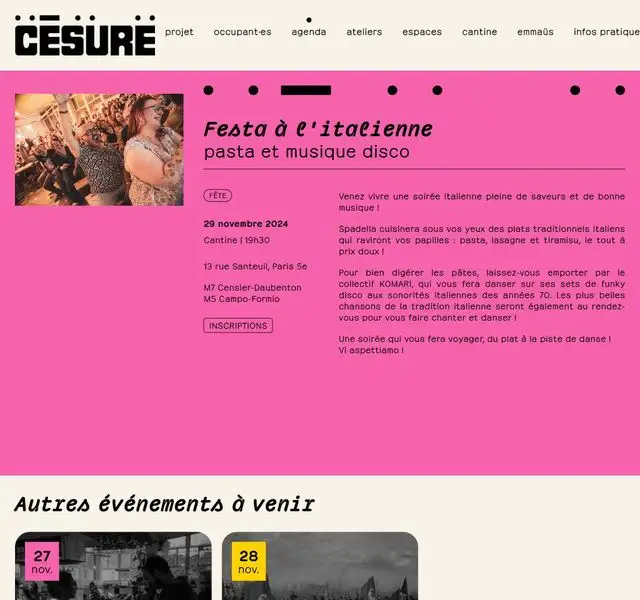 CESURE
projet occupant·es agenda ateliers espaces cantine emmaüs infos pratique
Festa à l'italienne
pasta et musique disco
FÊTE
29 novembre 2024
Cantine | 19h30
13 rue Santeuil, Paris 5e
M7 Censier-Daubenton
M5 Campo-Formio
INSCRIPTIONS
Venez vivre une soirée italienne pleine de saveurs et de bonne
musique !
Spadella cuisinera sous vos yeux des plats traditionnels italiens
qui raviront vos papilles : pasta, lasagne et tiramisu, le tout à
prix doux !
Pour bien digérer les pâtes, laissez-vous emporter par le
collectif KOMARI, qui vous fera danser sur ses sets de funky
disco aux sonorités italiennes des années 70. Les plus belles
chansons de la tradition italienne seront également au rendez-
vous pour vous faire chanter et danser !
Une soirée qui vous fera voyager, du plat à la piste de danse !
Vi aspettiamo !
Autres événements à venir
27
nov.
28
nov.